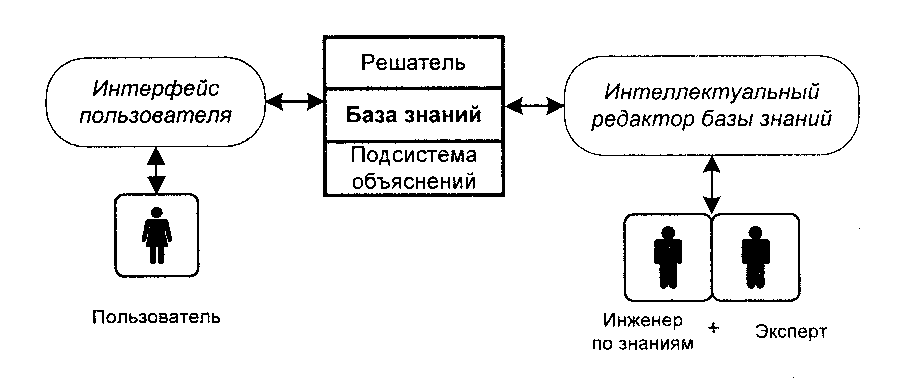 Интерфейс
пользователя
Решатель
База знаний
Подсистема
объяснений
Интеллектуальный
редактор базы знаний
Пользователь
Инженер
по знаниям
+
Эксперт